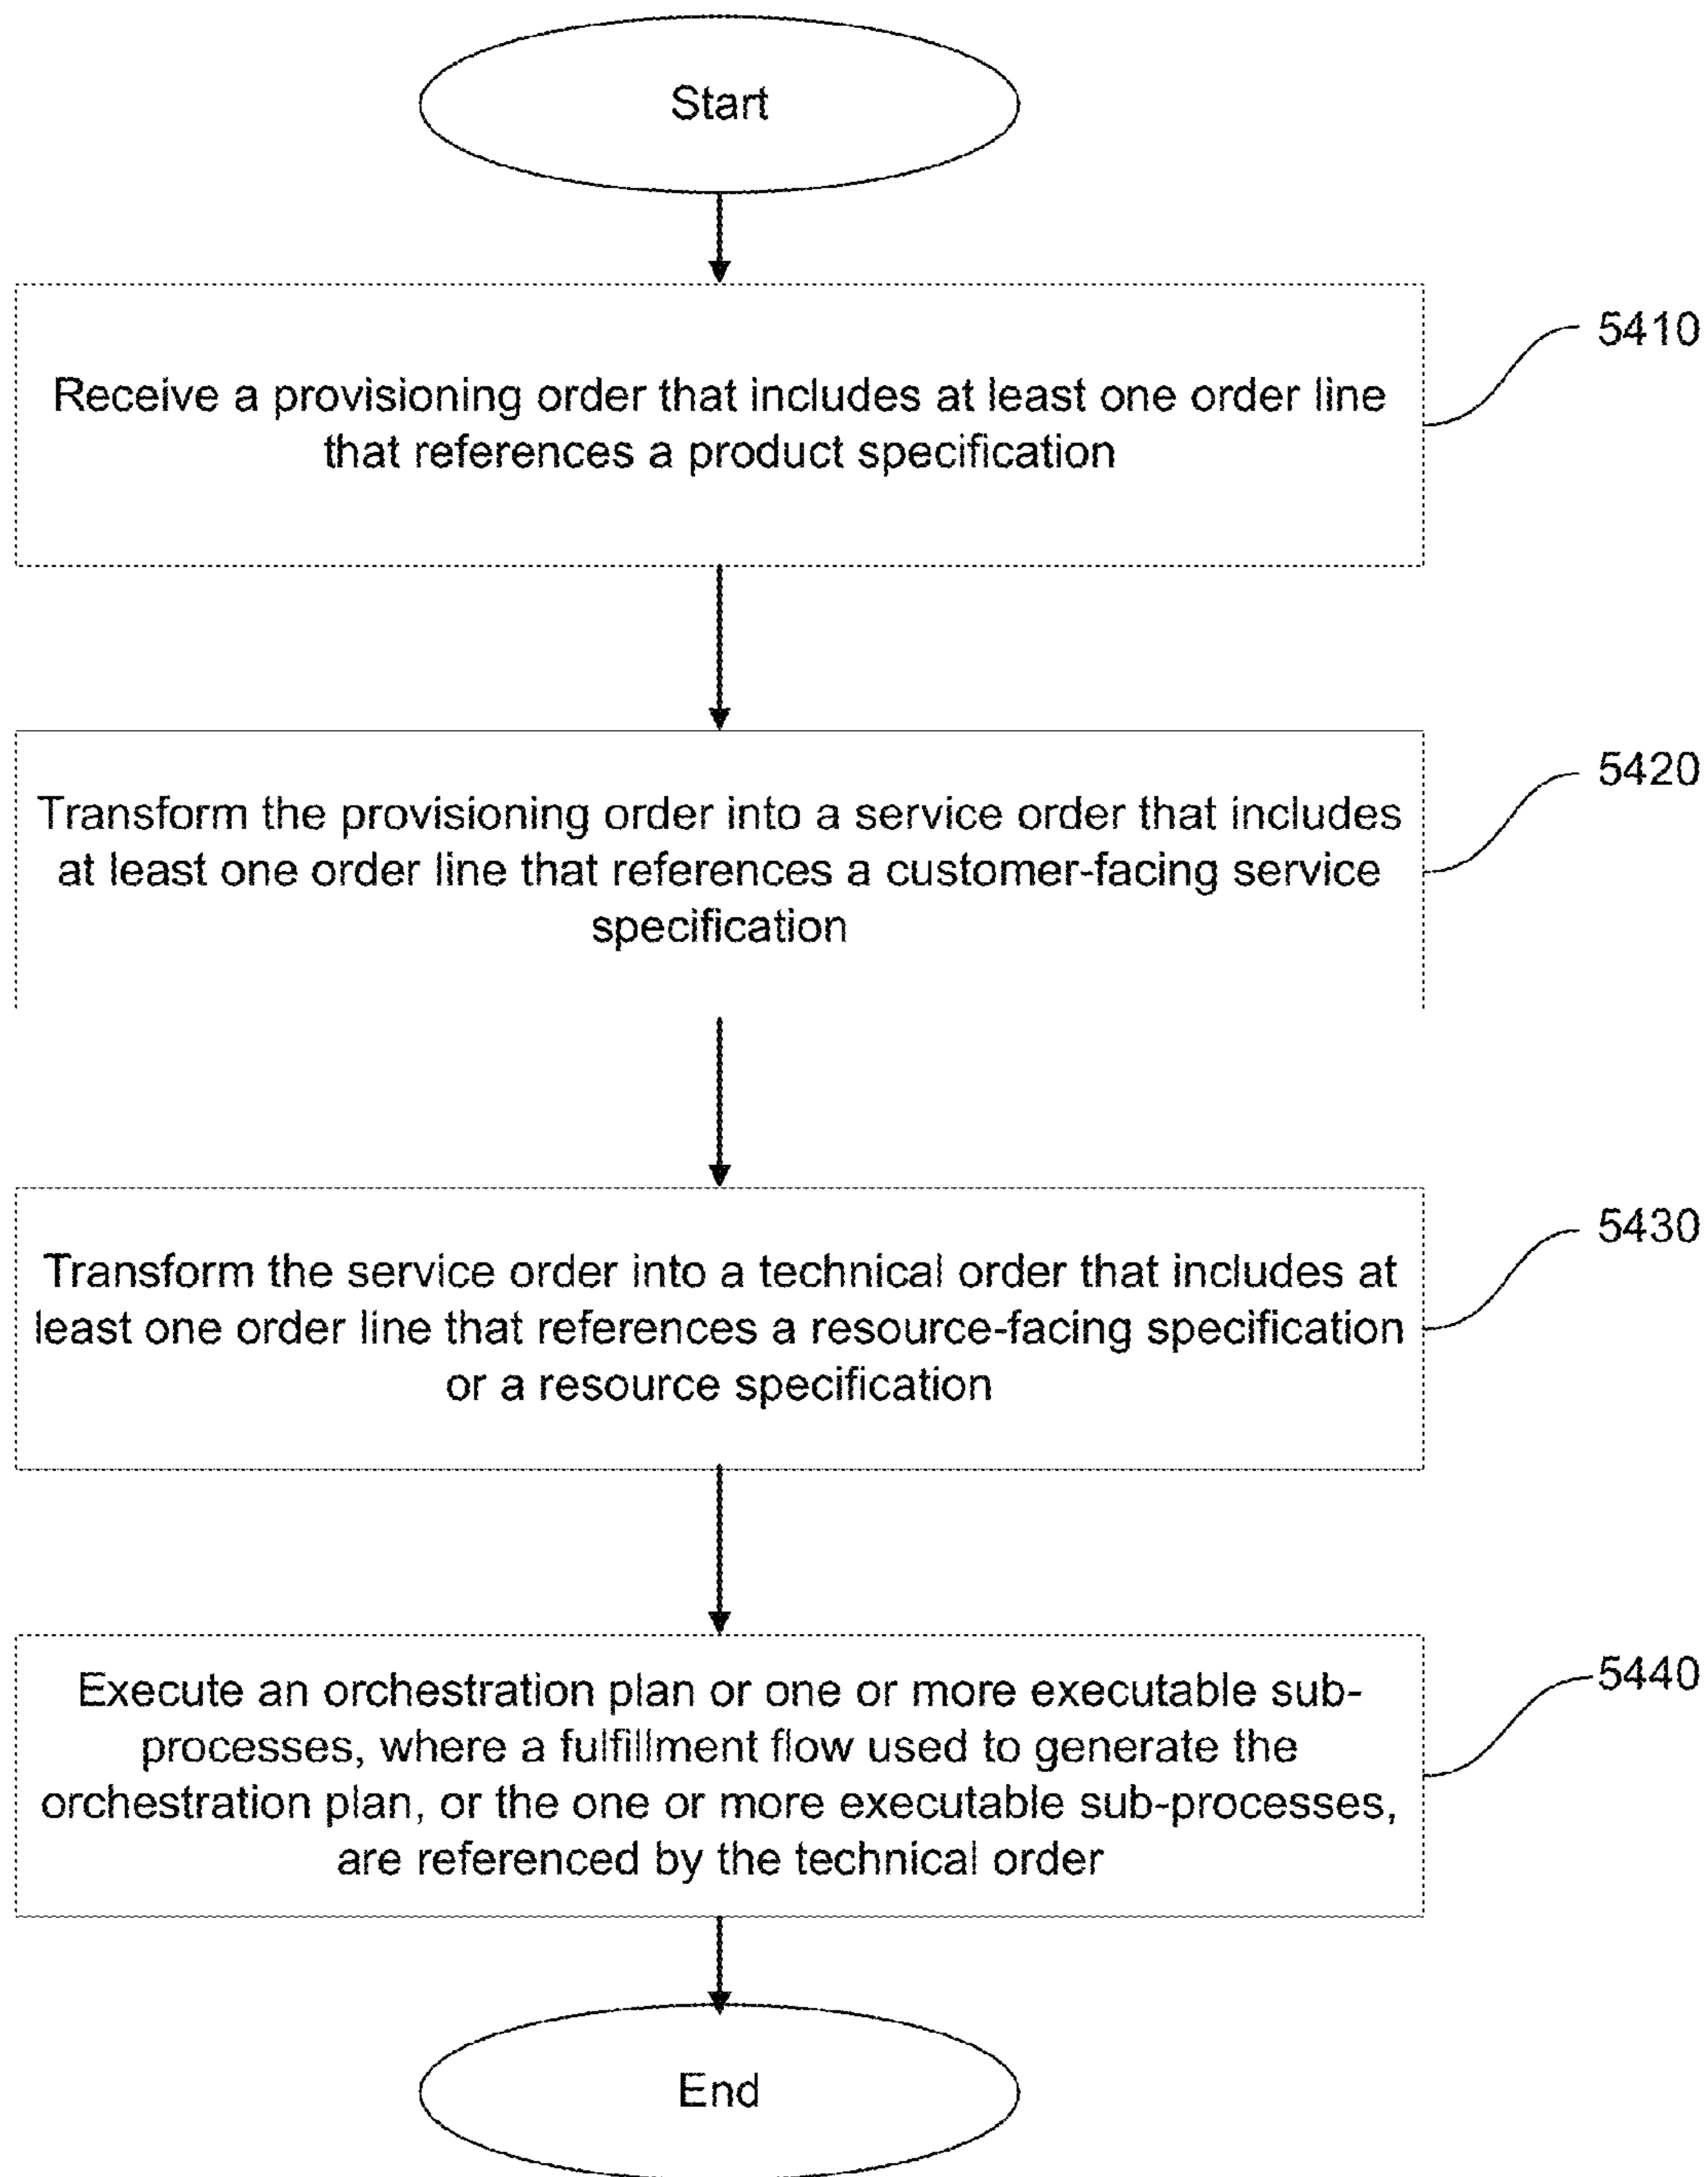 Start
5410
Receive a provisioning order that includes at least one order line
that references a product specification
5420
Transform the provisioning order into a service order that includes
at least one order line that references a customer-facing service
specification
5430
Transform the service order into a technical order that includes at
least one order line that references a resource-facing specification
or a resource specification
5440
Execute an orchestration plan or one or more executable sub-
processes, where a fulfillment flow used to generate the
orchestration plan, or the one or more executable sub-processes,
are referenced by the technical order
End